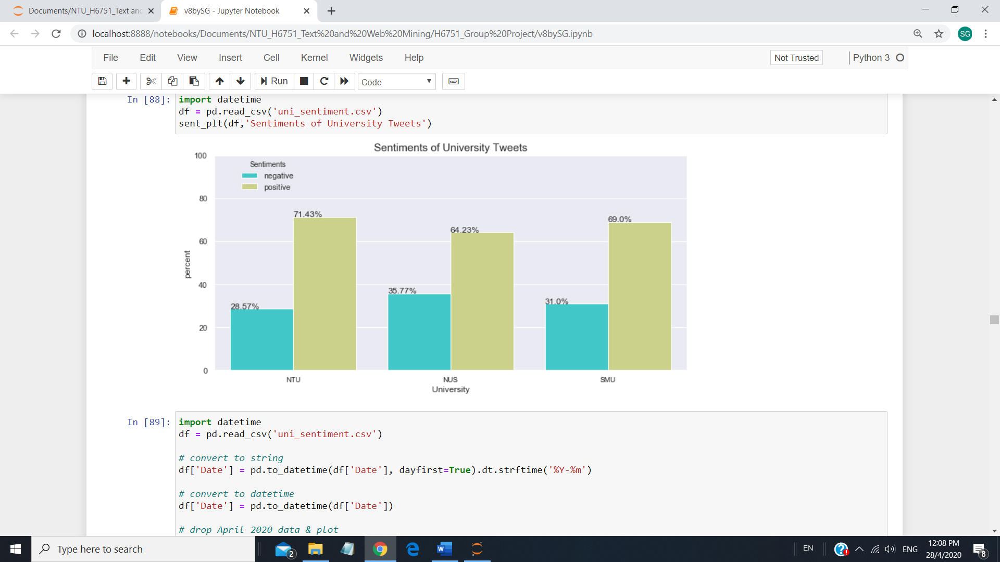 Documents/NTU_H6751_Text and
v8bySG - Jupyter Notebook
localhost:8888/notebooks/Documents/NTU_H6751_Text%20and%20Web%20Mining/H6751_Group%20Project/v8bySG.ipynb
SG
File Edit View Insert Cell Kernel Widgets Help
Not Trusted
Python 3
Run
Code
In [88]:
import datetime
df = pd.read_csv('uni_sentiment.csv')
sent_plt(df,'Sentiments of University Tweets')
Sentiments of University Tweets
Sentiments
negative
positive
100
80
60
40
20
0
percent
28.57%
71.43%
35.77%
64.23%
31.0%
69.0%
NTU NUS SMU
University
In [89]:
import datetime
df = pd.read_csv('uni_sentiment.csv')
# convert to string
df['Date'] = pd.to_datetime(df['Date'], dayfirst=True).dt.strftime('%Y-%m')
# convert to datetime
df['Date'] = pd.to_datetime(df['Date'])
# drop April 2020 data & plot
Type here to search
2
W
EN
ENG
12:08 PM
28/4/2020
8